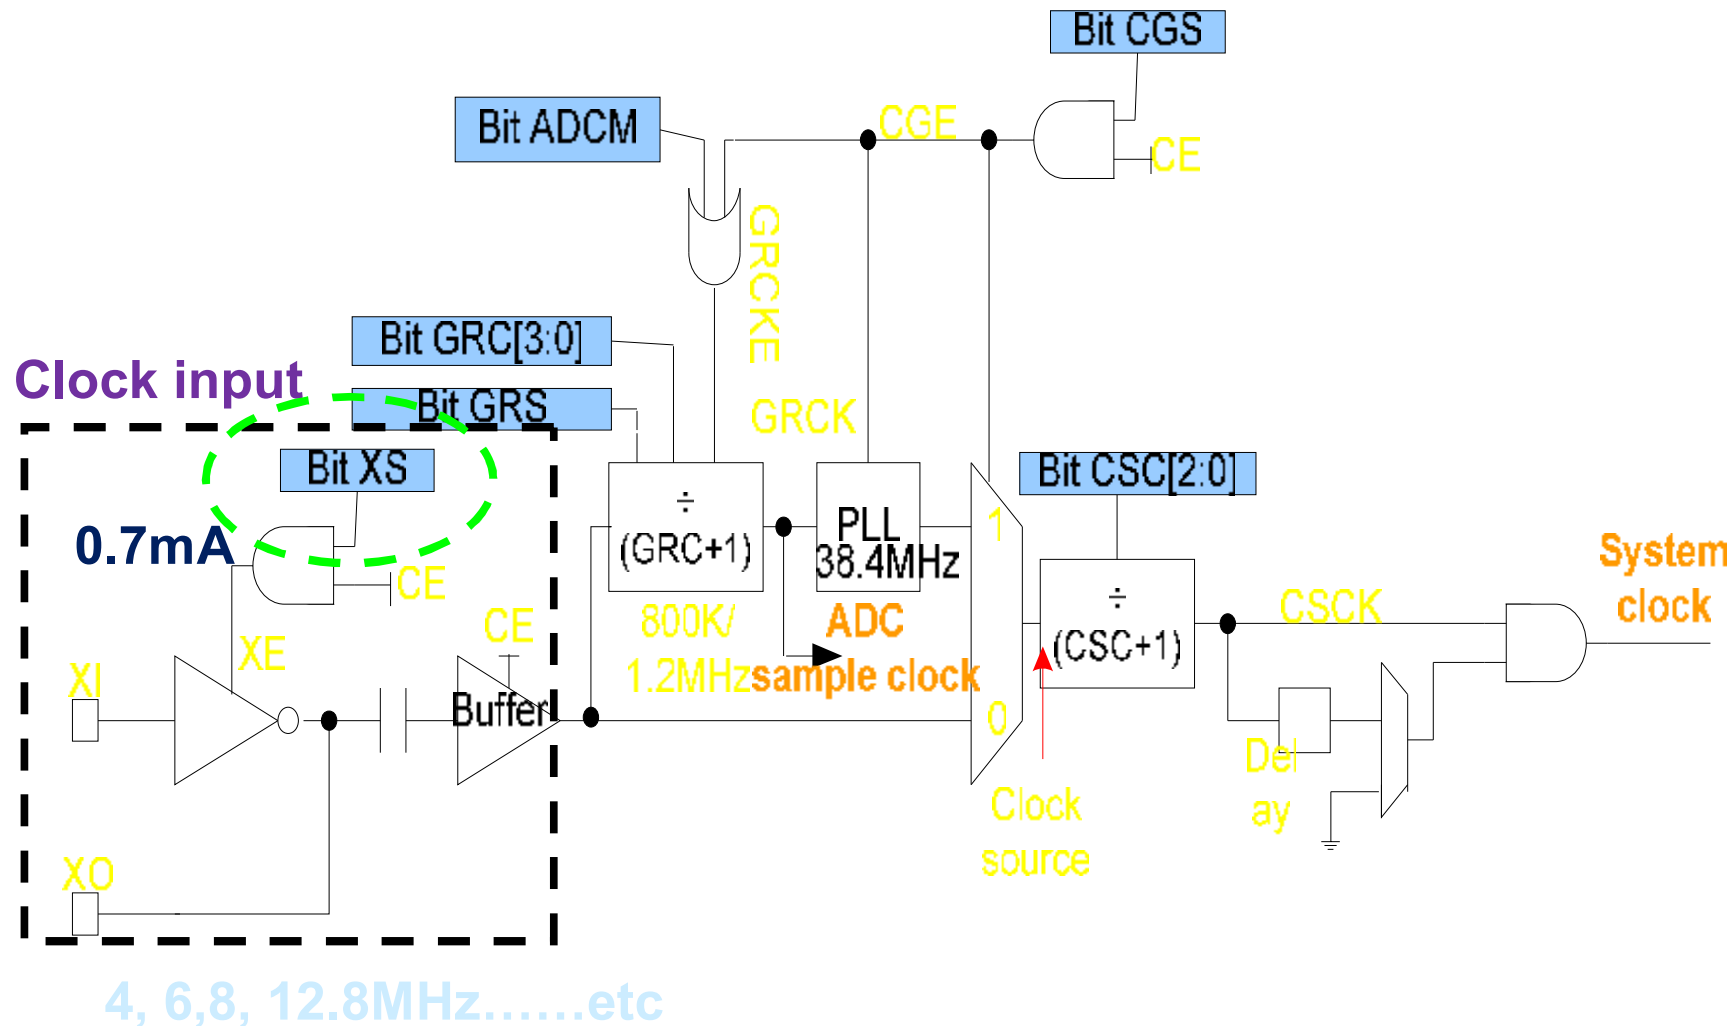 Bit CGS
Bit ADCM
CGE
CE
GRCKE
Bit GRC[3:0]
Clock input
Bit GRS
GRCK
Bit XS
Bit CSC[2:0]
÷
(GRC+1)
PLL
38.4MHz
1
0.7mA
CE
System
clock
800K/
1.2MHz
ADC
sample clock
÷
(CSC+1)
CSCK
XE
CE
XI
Buffer
0
Del
ay
Clock
source
XO
4, 6,8, 12.8MHz......etc